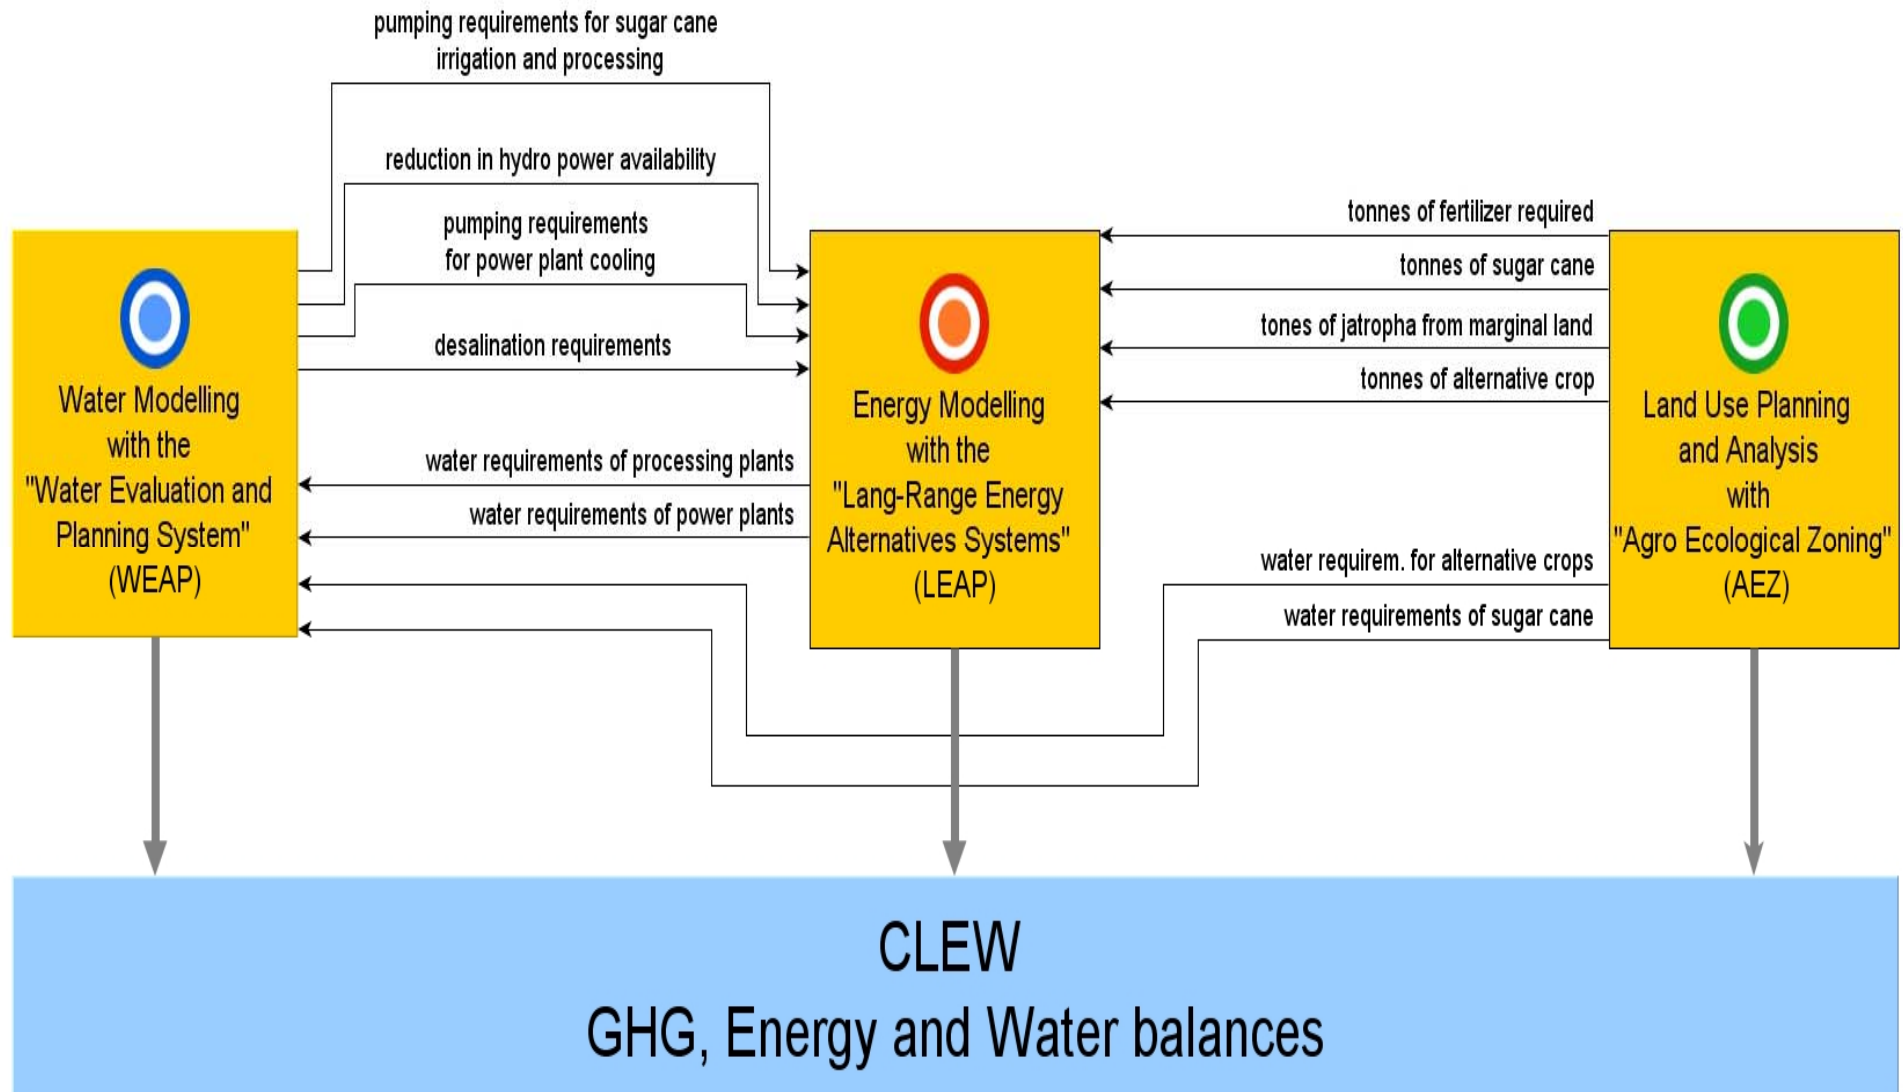 pumping requirements for sugar cane
irrigation and processing
reduction in hydro power availability
pumping requirements
for power plant cooling
desalination requirements
water requirements of processing plants
water requirements of power plants
tonnes of fertilizer required
tonnes of sugar cane
tones of jatropha from marginal land
tonnes of alternative crop
water requirem. for alternative crops
water requirements of sugar cane
Water Modelling
with the
"Water Evaluation and
Planning System"
(WEAP)
Energy Modelling
with the
"Lang-Range Energy
Alternatives Systems"
(LEAP)
Land Use Planning
and Analysis
with
"Agro Ecological Zoning"
(AEZ)
CLEW
GHG, Energy and Water balances